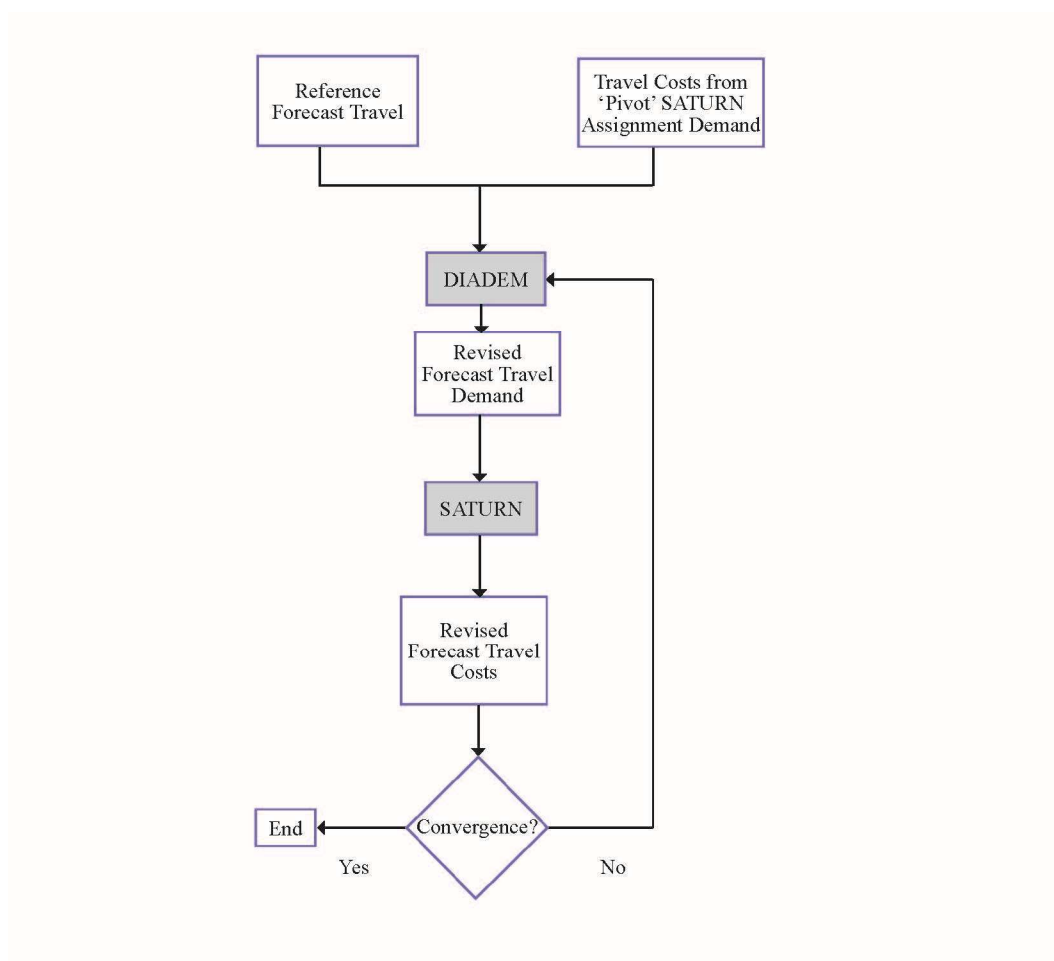 Reference
Forecast Travel
Travel Costs from
‘Pivot’ SATURN
Assignment Demand
DIADEM
Revised
Forecast Travel
Demand
SATURN
Revised
Forecast Travel
Costs
Convergence?
End
Yes
No